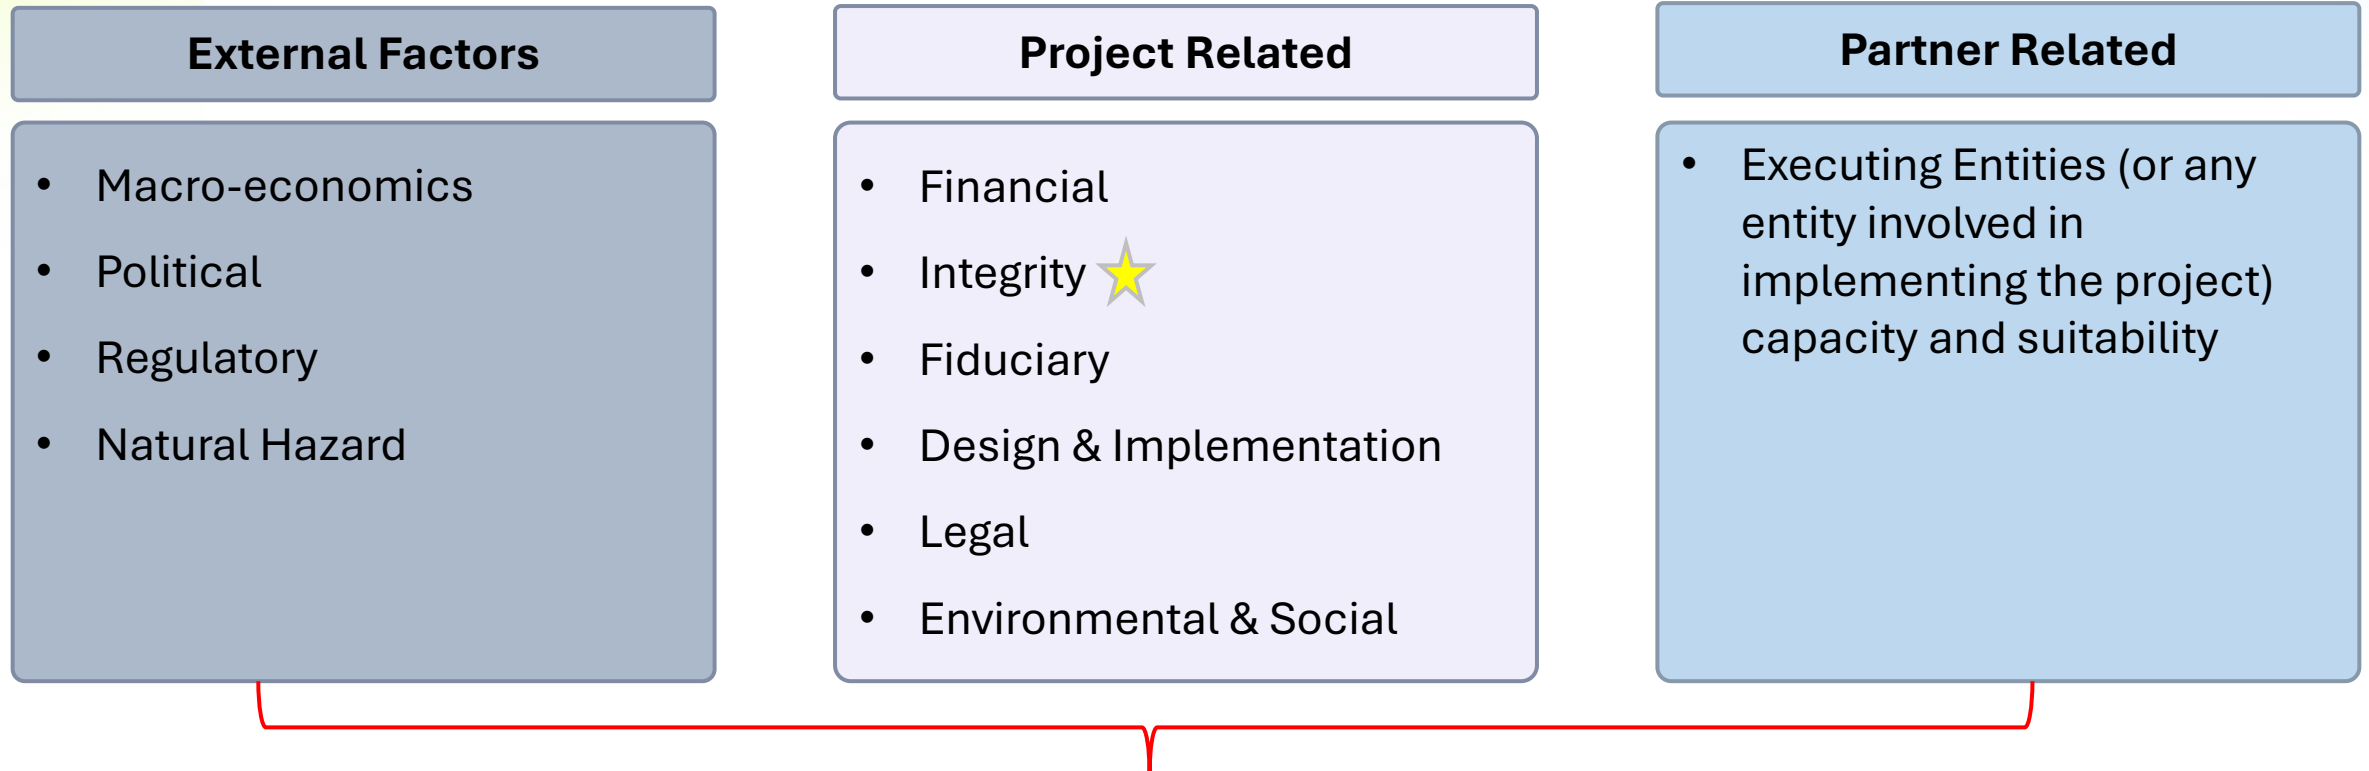 External Factors
• Macro-economics
• Political
• Regulatory
• Natural Hazard
Project Related
• Financial
• Integrity
• Fiduciary
• Design & Implementation
• Legal
• Environmental & Social
Partner Related
• Executing Entities (or any
entity involved in
implementing the project)
capacity and suitability